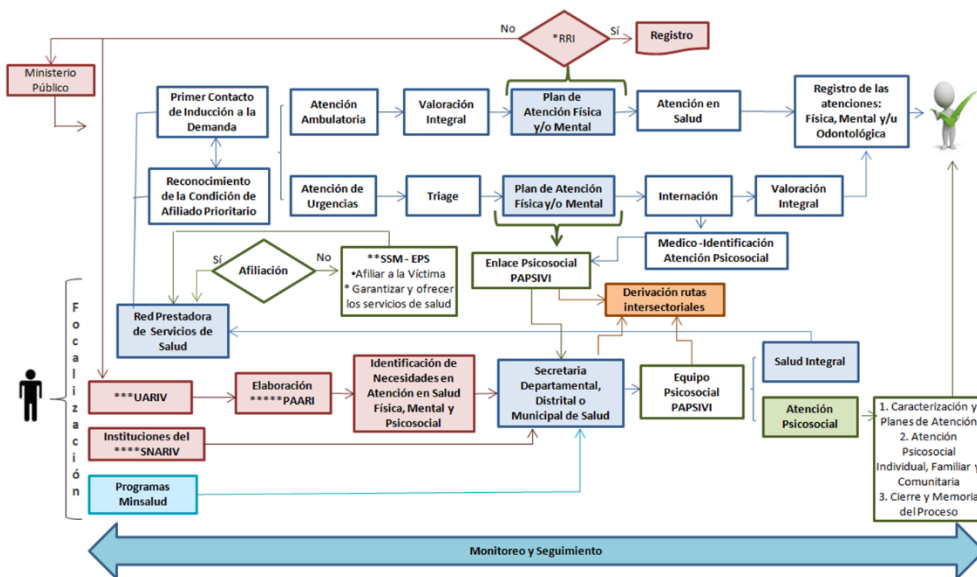 No
*RRI
Sí
Registro
Ministerio
Público
Primer Contacto
de Inducción a la
Demanda
Atención
Ambulatoria
Valoración
Integral
Plan de
Atención Física
y/o Mental
Atención en
Salud
Registro de las
atenciones:
Física, Mental y/u
Odontológica
Reconocimiento
de la Condición de
Afiliado Prioritario
Atención de
Urgencias
Triage
Plan de Atención
Física y/o Mental
Internación
Valoración
Integral
Medico -Identificación
Atención Psicosocial
Sí
Afiliación
No
**SSM - EPS
•Afiliar a la Víctima
* Garantizar y ofrecer
los servicios de salud
Enlace Psicosocial
PAPSIVI
Derivación rutas
intersectoriales
Focalización
Red Prestadora
de Servicios de
Salud
***UARIV
Elaboración
*****PAARI
Identificación de
Necesidades en
Atención en Salud
Física, Mental y
Psicosocial
Secretaria
Departamental,
Distrital o
Municipal de Salud
Equipo
Psicosocial
PAPSIVI
Salud Integral
Atención
Psicosocial
1. Caracterización y
Planes de Atención
2. Atención
Psicosocial
Individual, Familiar y
Comunitaria
3. Cierre y Memoria
del Proceso
Instituciones del
****SNARIV
Programas
Minsalud
Monitoreo y Seguimiento